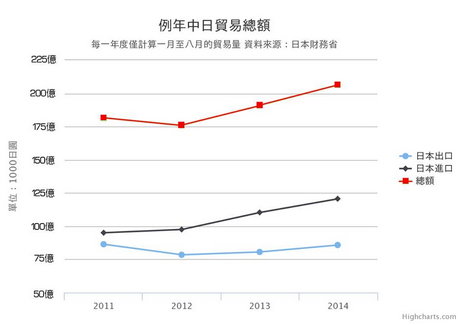 例年中日貿易總額
每一年度僅計算一月至八月的貿易量 資料來源：日本財務省
單位：1000日圓
225億
200億
175億
150億
125億
100億
75億
50億
2011
2012
2013
2014
日本出口
日本進口
總額
Highcharts.com